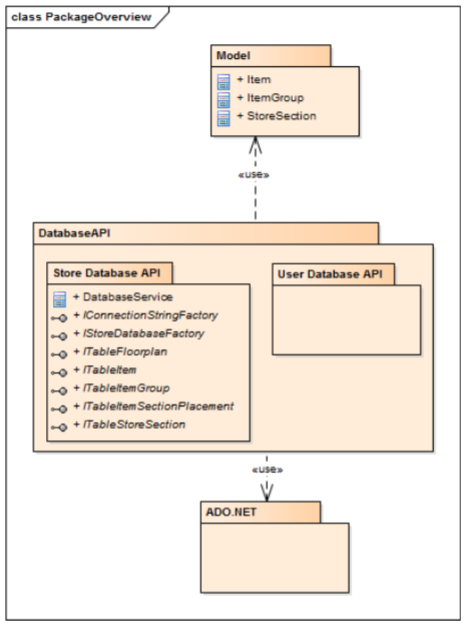 class PackageOverview
Model
+ Item
+ ItemGroup
+ StoreSection
«use»
DatabaseAPI
Store Database API
+ DatabaseService
+ IConnectionStringFactory
+ IStoreDatabaseFactory
+ ITableFloorplan
+ ITableItem
+ ITableItemGroup
+ ITableItemSectionPlacement
+ ITableStoreSection
User Database API
«use»
ADO.NET